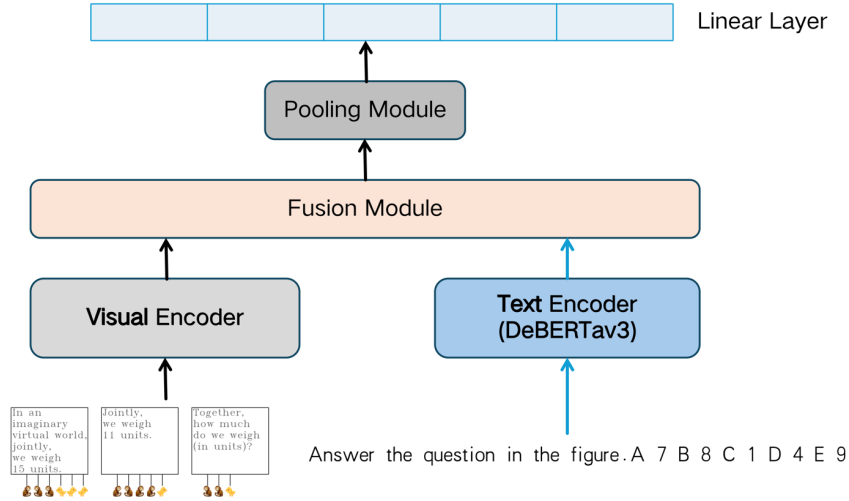 Linear Layer
Pooling Module
Fusion Module
Visual Encoder
Text Encoder
(DeBERTav3)
In an
imaginary
virtual world,
jointly,
we weigh
15 units.
Jointly,
we weigh
11 units.
Together,
how much
do we weigh
(in units)?
Answer the question in the figure. A 7 B 8 C 1 D 4 E 9